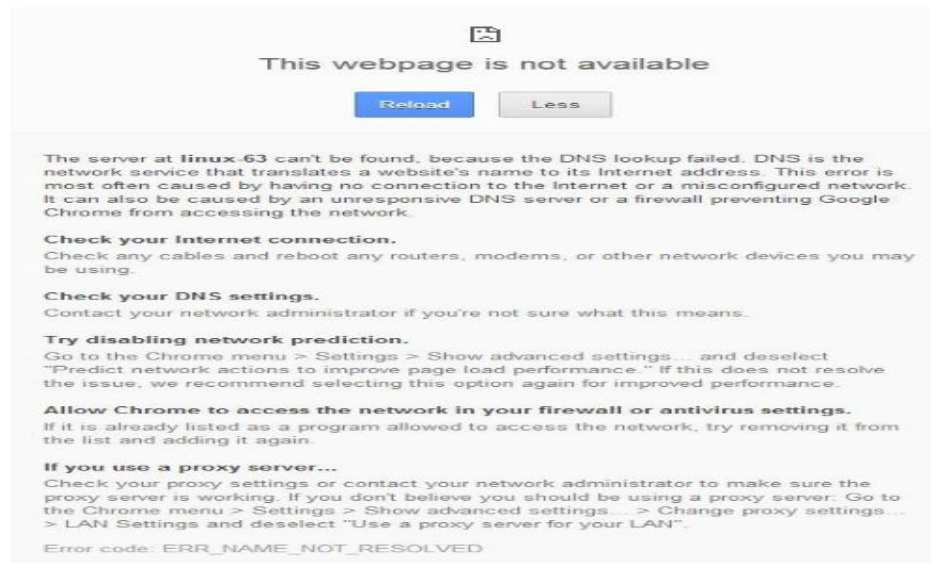 This webpage is not available
Reload Less
The server at linux-63 can't be found, because the DNS lookup failed. DNS is the
network service that translates a website's name to its Internet address. This error is
most often caused by having no connection to the Internet or a misconfigured network.
It can also be caused by an unresponsive DNS server or a firewall preventing Google
Chrome from accessing the network.
Check your Internet connection.
Check any cables and reboot any routers, modems, or other network devices you may
be using.
Check your DNS settings.
Contact your network administrator if you're not sure what this means.
Try disabling network prediction.
Go to the Chrome menu > Settings > Show advanced settings... and deselect
"Predict network actions to improve page load performance." If this does not resolve
the issue, we recommend selecting this option again for improved performance.
Allow Chrome to access the network in your firewall or antivirus settings.
If it is already listed as a program allowed to access the network, try removing it from
the list and adding it again.
If you use a proxy server...
Check your proxy settings or contact your network administrator to make sure the
proxy server is working. If you don't believe you should be using a proxy server: Go to
the Chrome menu > Settings > Show advanced settings... > Change proxy settings...
> LAN Settings and deselect "Use a proxy server for your LAN".
Error code: ERR_NAME_NOT_RESOLVED